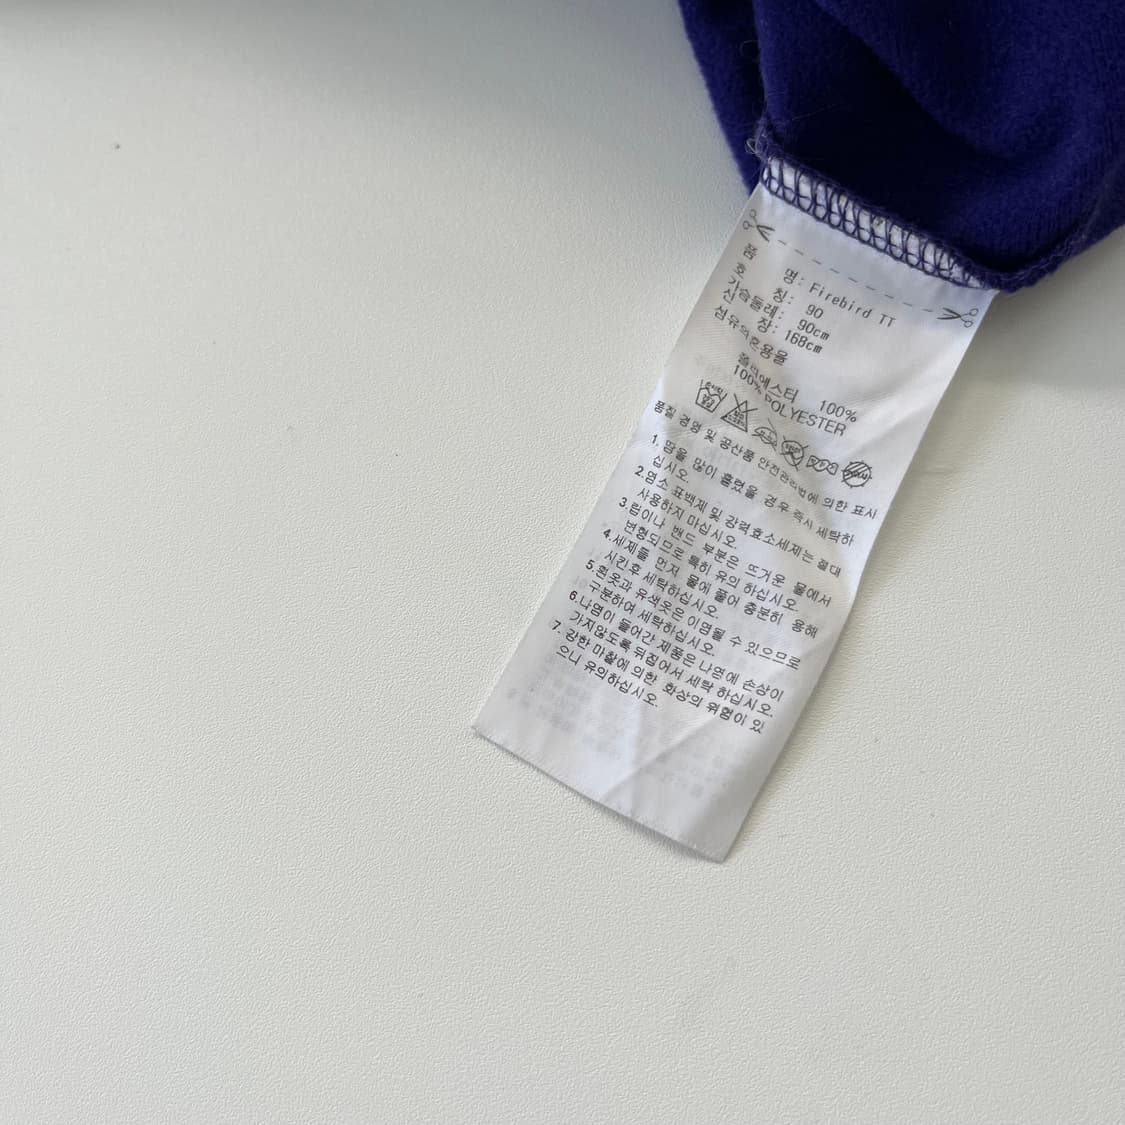 품 명: Firebird TT
호 칭: 90
가슴둘레: 90cm
신 장: 168cm
섬유의혼용율
폴리에스터 100%
100% POLYESTER
품질 경영 및 공산품 안전관리법에 의한 표시
1. 땀을 많이 흘렸을 경우 즉시 세탁하
십시오.
2.염소 표백제 및 강력효소세제는 절대
사용하지 마십시오.
3.립이나 밴드 부분은 뜨거운 물에서
변형되므로 특히 유의 하십시오.
4.세제를 먼저 물에 풀어 충분히 용해
시킨후 세탁하십시오.
5.흰옷과 유색옷은 이염될 수 있으므로
구분하여 세탁하십시오.
6.나염이 들어간 제품은 나염에 손상이
가지않도록 뒤집어서 세탁 하십시오.
7. 강한 마찰에 의한 화상의 위험이 있
으니 유의하십시오.